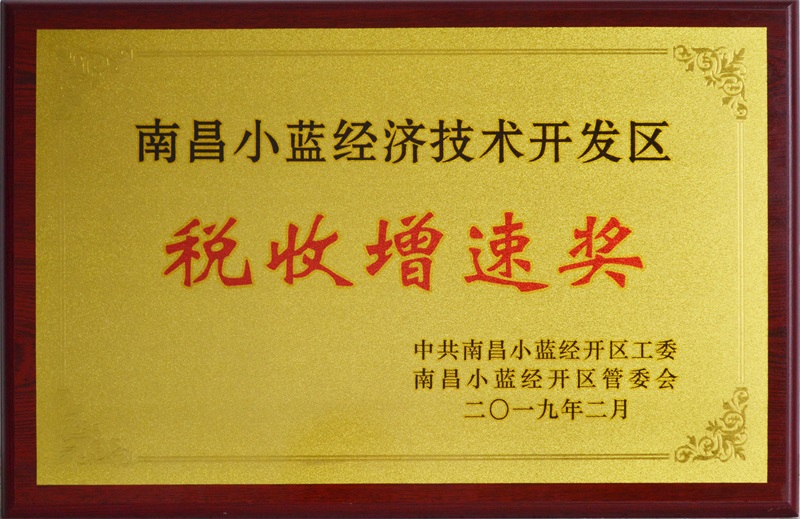 南昌小蓝经济技术开发区
税收增速奖
中共南昌小蓝经开区工委
南昌小蓝经开区管委会
二〇一九年二月